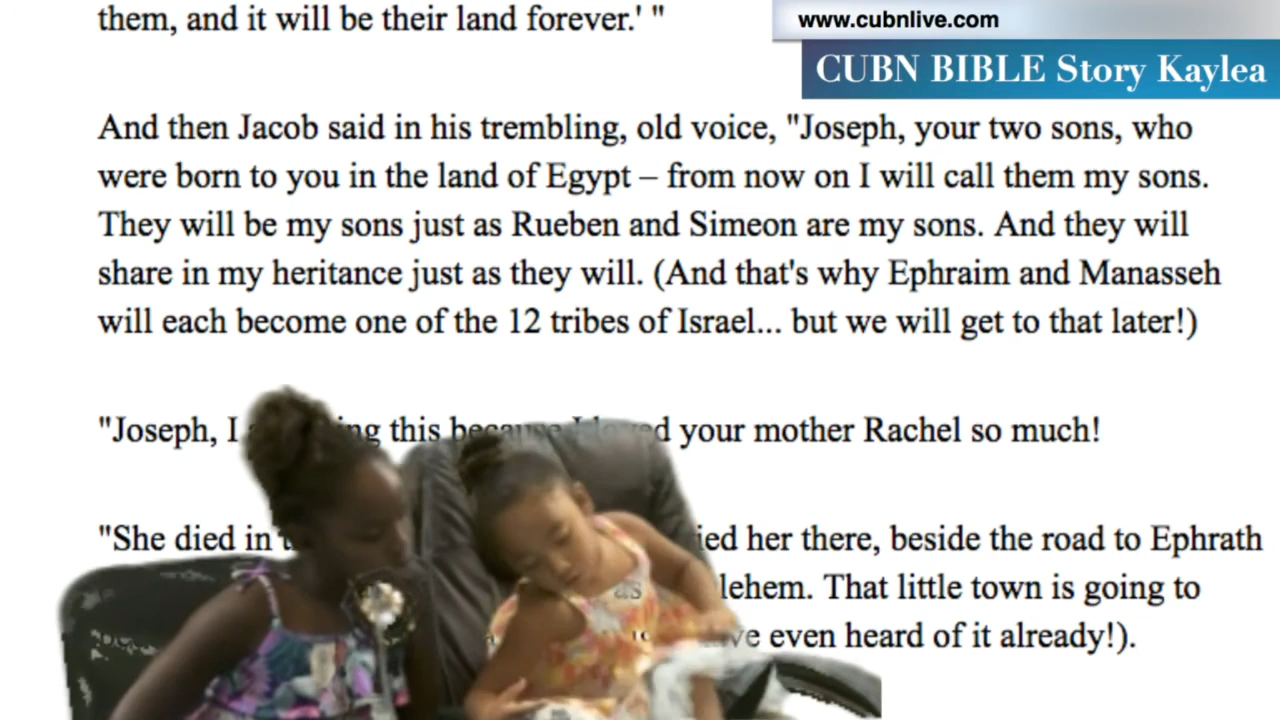 them, and it will be their land forever.' "
www.cubnlive.com
CUBN BIBLE Story Kaylea
And then Jacob said in his trembling, old voice, "Joseph, your two sons, who
were born to you in the land of Egypt – from now on I will call them my sons.
They will be my sons just as Rueben and Simeon are my sons. And they will
share in my heritance just as they will. (And that's why Ephraim and Manasseh
will each become one of the 12 tribes of Israel... but we will get to that later!)
"Joseph, I this because I loved your mother Rachel so much!
"She died in her there, beside the road to Ephrath
That little town is going to
even heard of it already!).